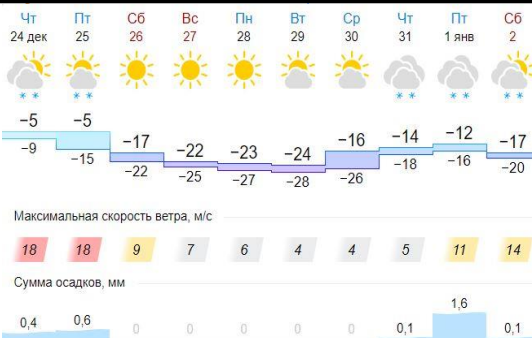 Чт Пт Сб Вс Пн Вт Ср Чт Пт Сб
24 дек 25 26 27 28 29 30 31 1 янв 2
−5 −5 −17 −22 −23 −24 −16 −14 −12 −17
−9 −15 −22 −25 −27 −28 −26 −18 −16 −20
Максимальная скорость ветра, м/с
18 18 9 7 6 4 4 5 11 14
Сумма осадков, мм
0,4 0,6 0 0 0 0 0 0,1 1,6 0,1